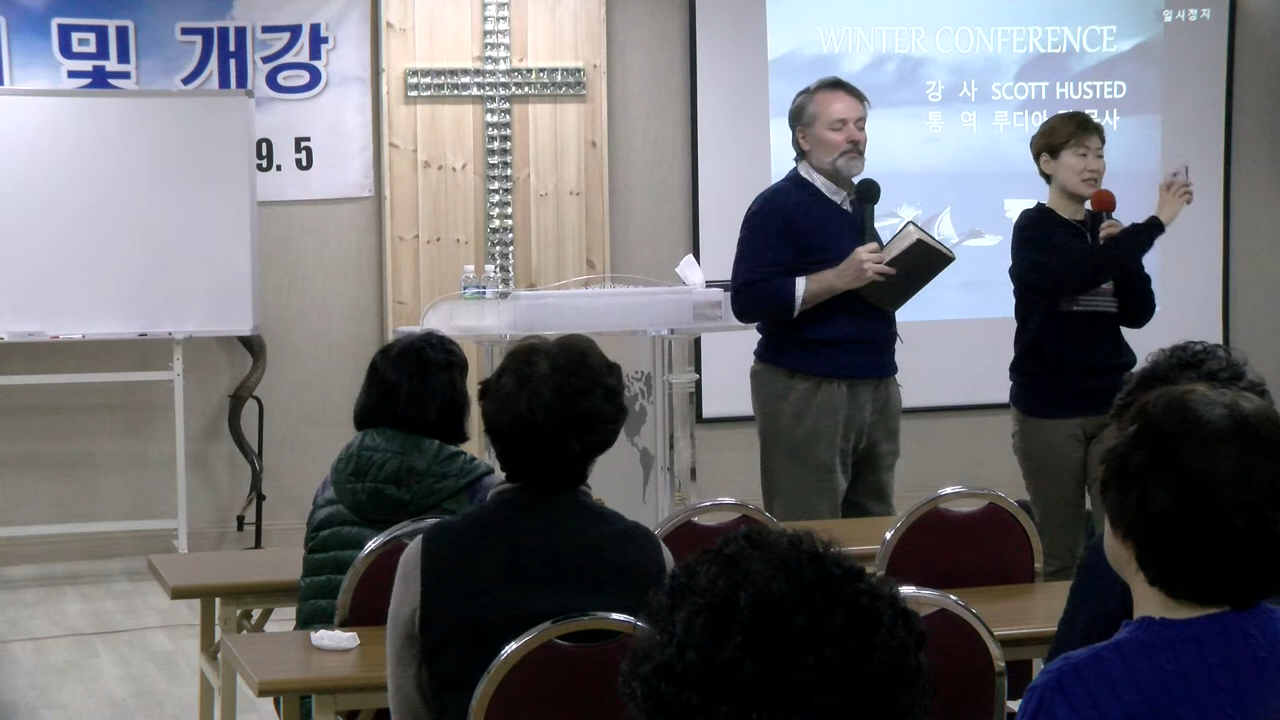 및 개강
9. 5
일시정지
WINTER CONFERENCE
강 사 SCOTT HUSTED
통 역 루디아